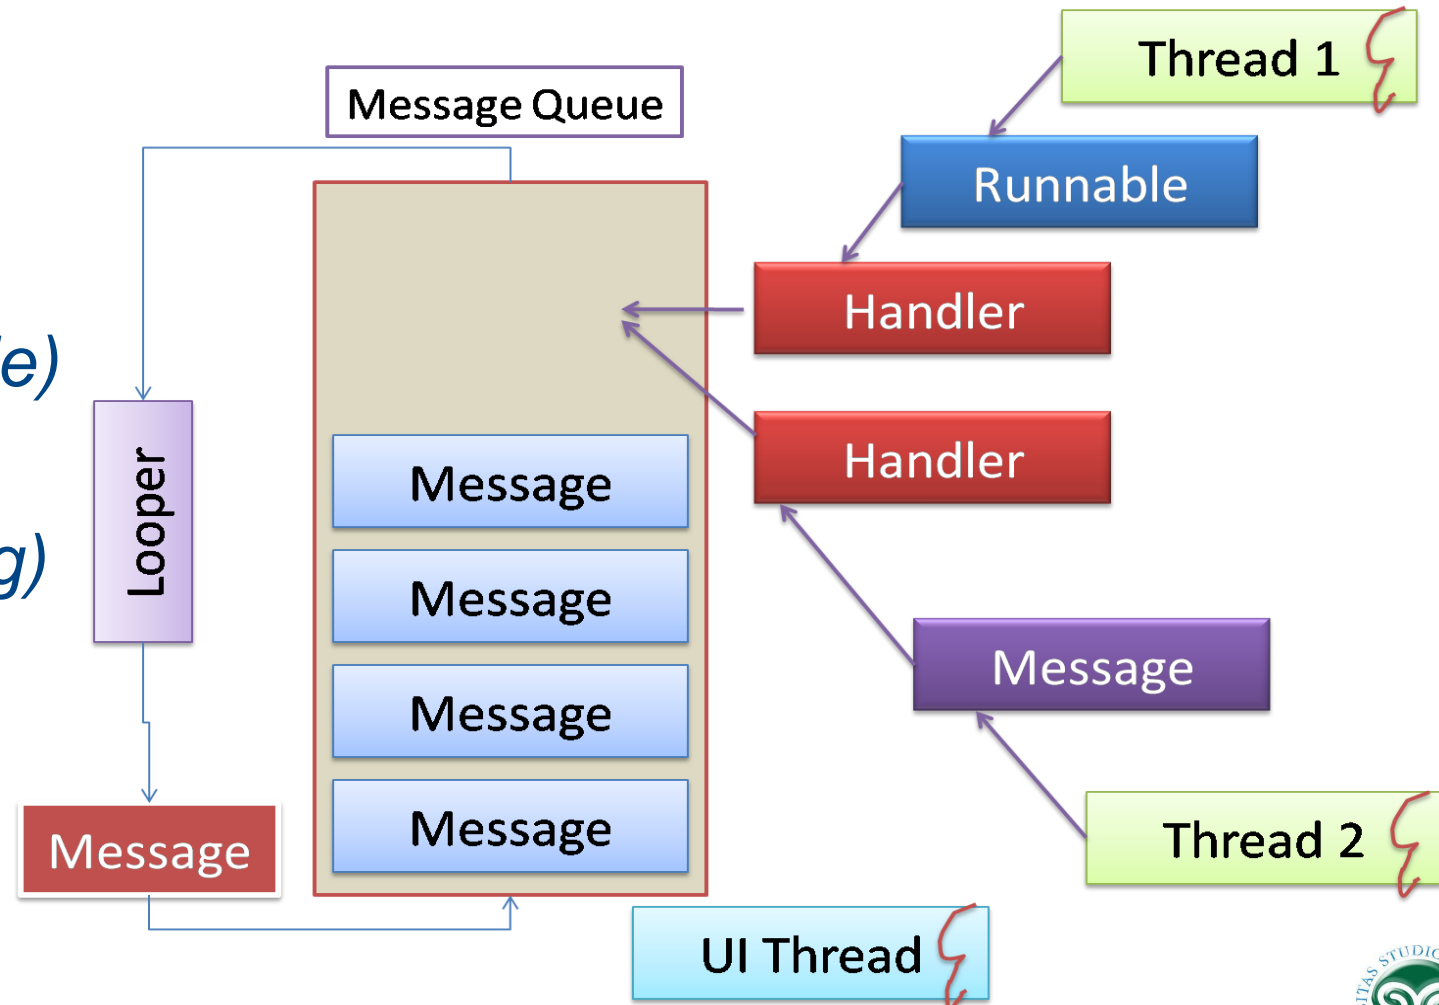 Thread 1
Message Queue
Runnable
Handler
Handler
Looper
Message
Message
Message
Message
Message
Message
Thread 2
UI Thread